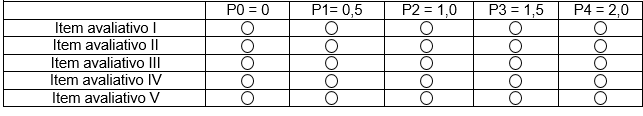 P0 = 0 P1= 0,5 P2 = 1,0 P3 = 1,5 P4 = 2,0
Item avaliativo I
Item avaliativo II
Item avaliativo III
Item avaliativo IV
Item avaliativo V